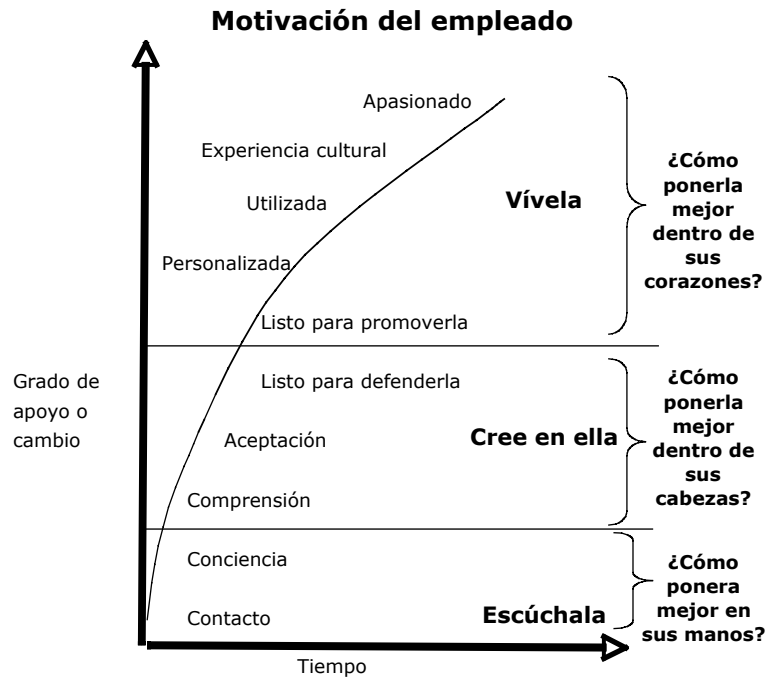 Motivación del empleado
Apasionado
Experiencia cultural
Utilizada
Vívela
Personalizada
Listo para promoverla
¿Cómo
ponerla
mejor
dentro de
sus
corazones?
Grado de
apoyo o
cambio
Listo para defenderla
Aceptación
Cree en ella
Comprensión
¿Cómo
ponerla
mejor
dentro de
sus
cabezas?
Conciencia
Contacto
Escúchala
¿Cómo
ponera
mejor en
sus manos?
Tiempo